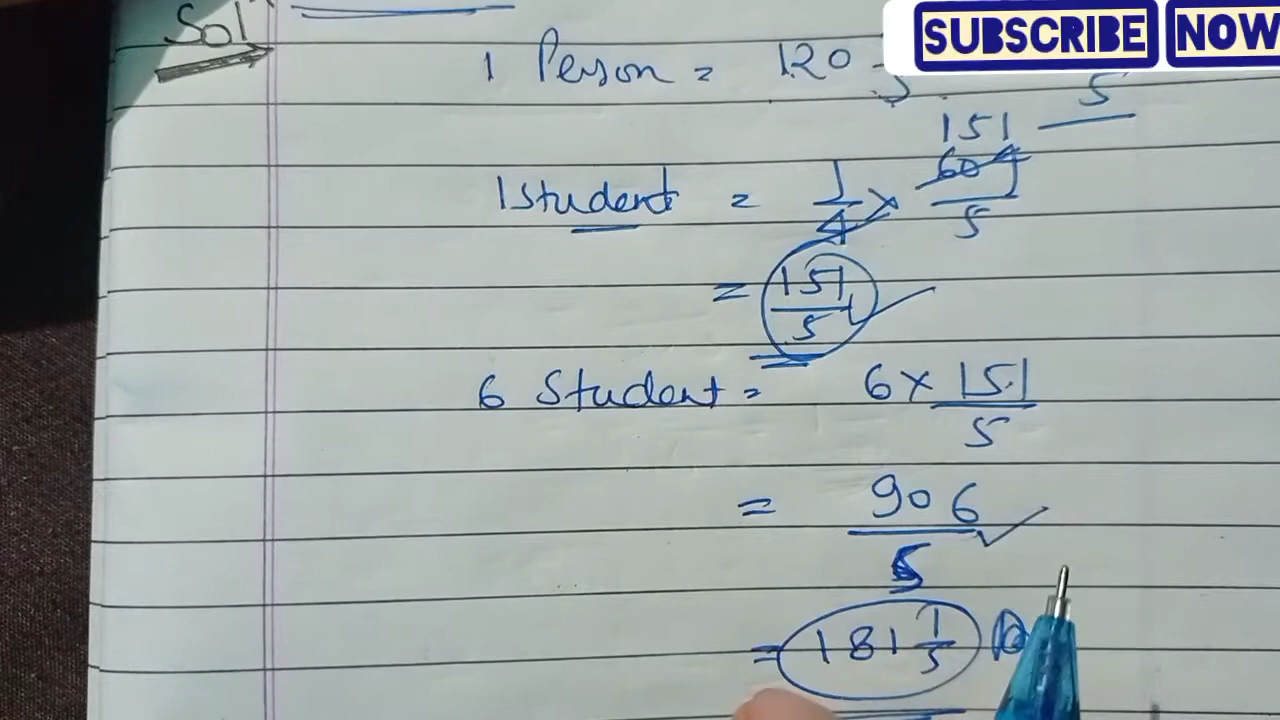 SUBSCRIBE NOW
Sol
1 Person = 120
5
151
1 Student = 1/4 × 604/5
= 151/5
6 Student = 6 × 151/5
= 906/5
= 181 1/5